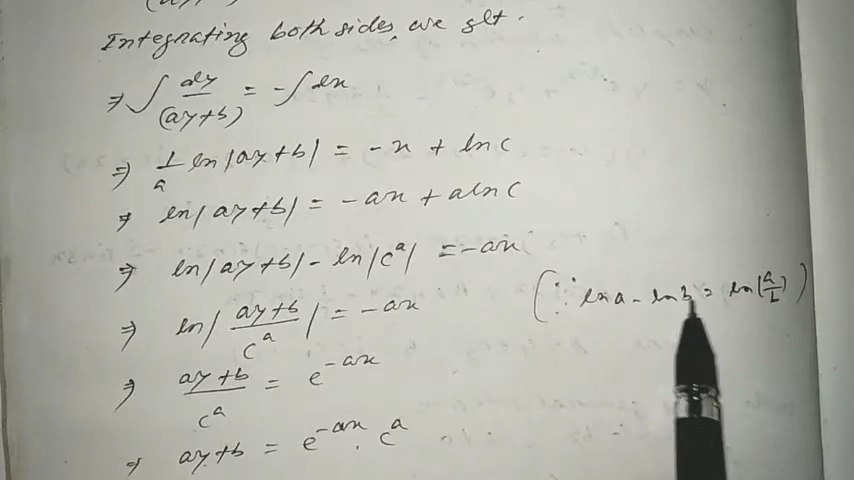 Integrating both sides, we get.
⇒ ∫ dy/(ay+b) = -∫dx
⇒ 1/a ln|ay+b| = -x + ln c
⇒ ln|ay+b| = -ax + a ln c
⇒ ln|ay+b| - ln|c^a| = -ax
(∵ ln a - ln b = ln(a/b))
⇒ ln|(ay+b)/c^a| = -ax
⇒ (ay+b)/c^a = e^-ax
⇒ ay+b = e^-ax . c^a